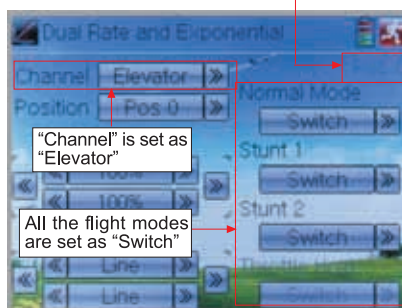 Dual Rate and Exponential
Channel Elevator
Position Pos 0
Normal Mode
Switch
"Channel" is set as
"Elevator"
Stunt 1
100%
Switch
100%
Stunt 2
All the flight modes
are set as "Switch"
Switch
Line
Line
Switch